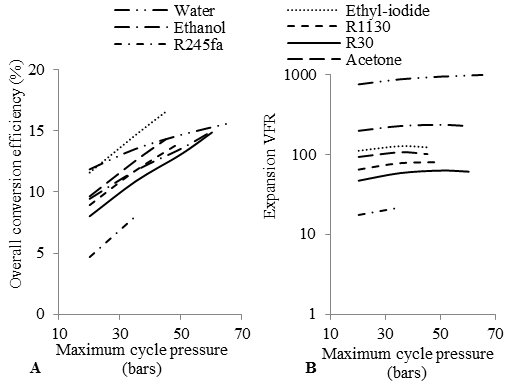 Water
Ethanol
R245fa
Ethyl-iodide
R1130
R30
Acetone
Overall conversion efficiency (%)
20
15
10
5
0
10 30 50 70
Maximum cycle pressure
(bars)
A
Expansion VFR
1000
100
10
1
10 30 50 70
Maximum cycle pressure
(bars)
B